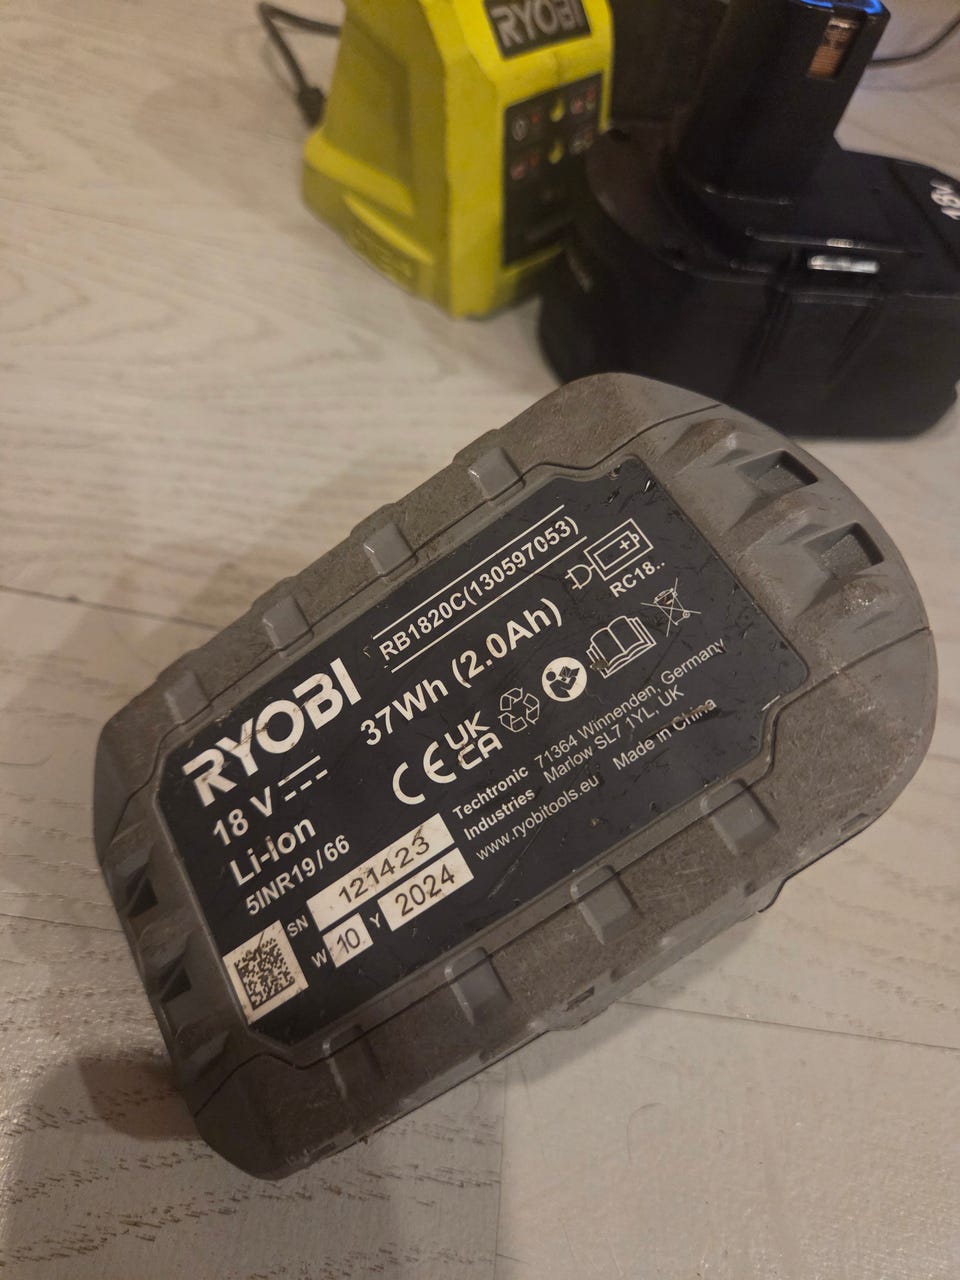 RYOBI
18V
RYOBI
18 V
Li-Ion
5INR19/66
SN 121423
W 10 Y 2024
RB1820C(130597053)
37Wh (2.0Ah)
RC18..
CE UK CA
Techtronic 71364 Winnenden, Germany
Industries Marlow SL7 1YL, UK
www.ryobitools.eu Made in China